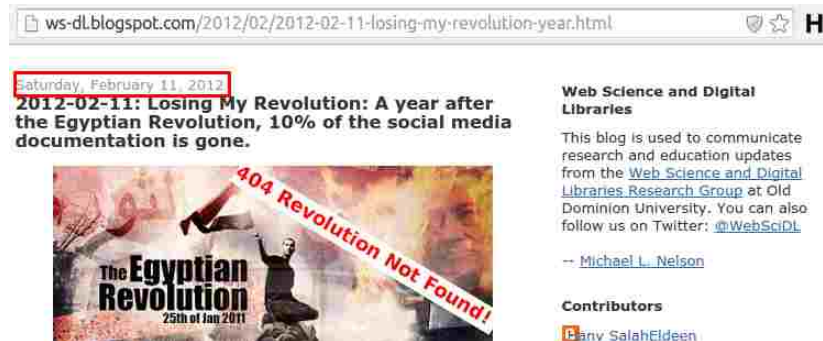 ws-dl.blogspot.com/2012/02/2012-02-11-losing-my-revolution-year.html
H
Saturday, February 11, 2012
2012-02-11: Losing My Revolution: A year after
the Egyptian Revolution, 10% of the social media
documentation is gone.
404 Revolution Not Found!
The Egyptian
Revolution
25th of Jan 2011
Web Science and Digital
Libraries
This blog is used to communicate
research and education updates
from the Web Science and Digital
Libraries Research Group at Old
Dominion University. You can also
follow us on Twitter: @WebSciDL
-- Michael L. Nelson
Contributors
Hany SalahEldeen